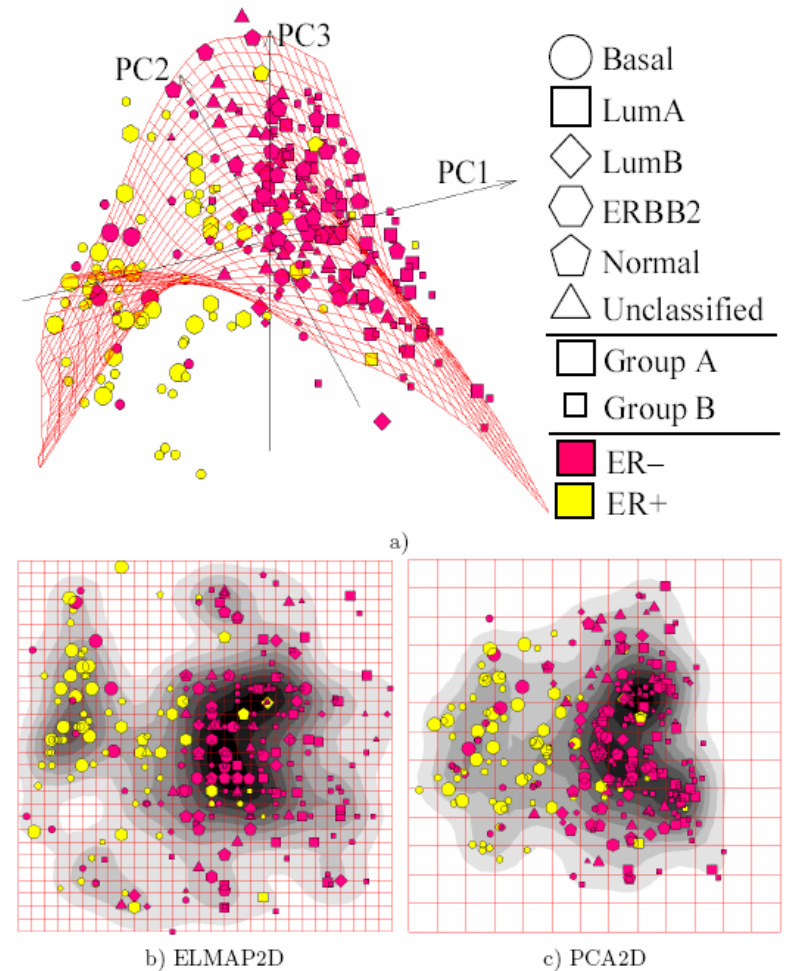 PC3
PC2
PC1
Basal
LumA
LumB
ERBB2
Normal
Unclassified
Group A
Group B
ER–
ER+
a)
b) ELMAP2D
c) PCA2D